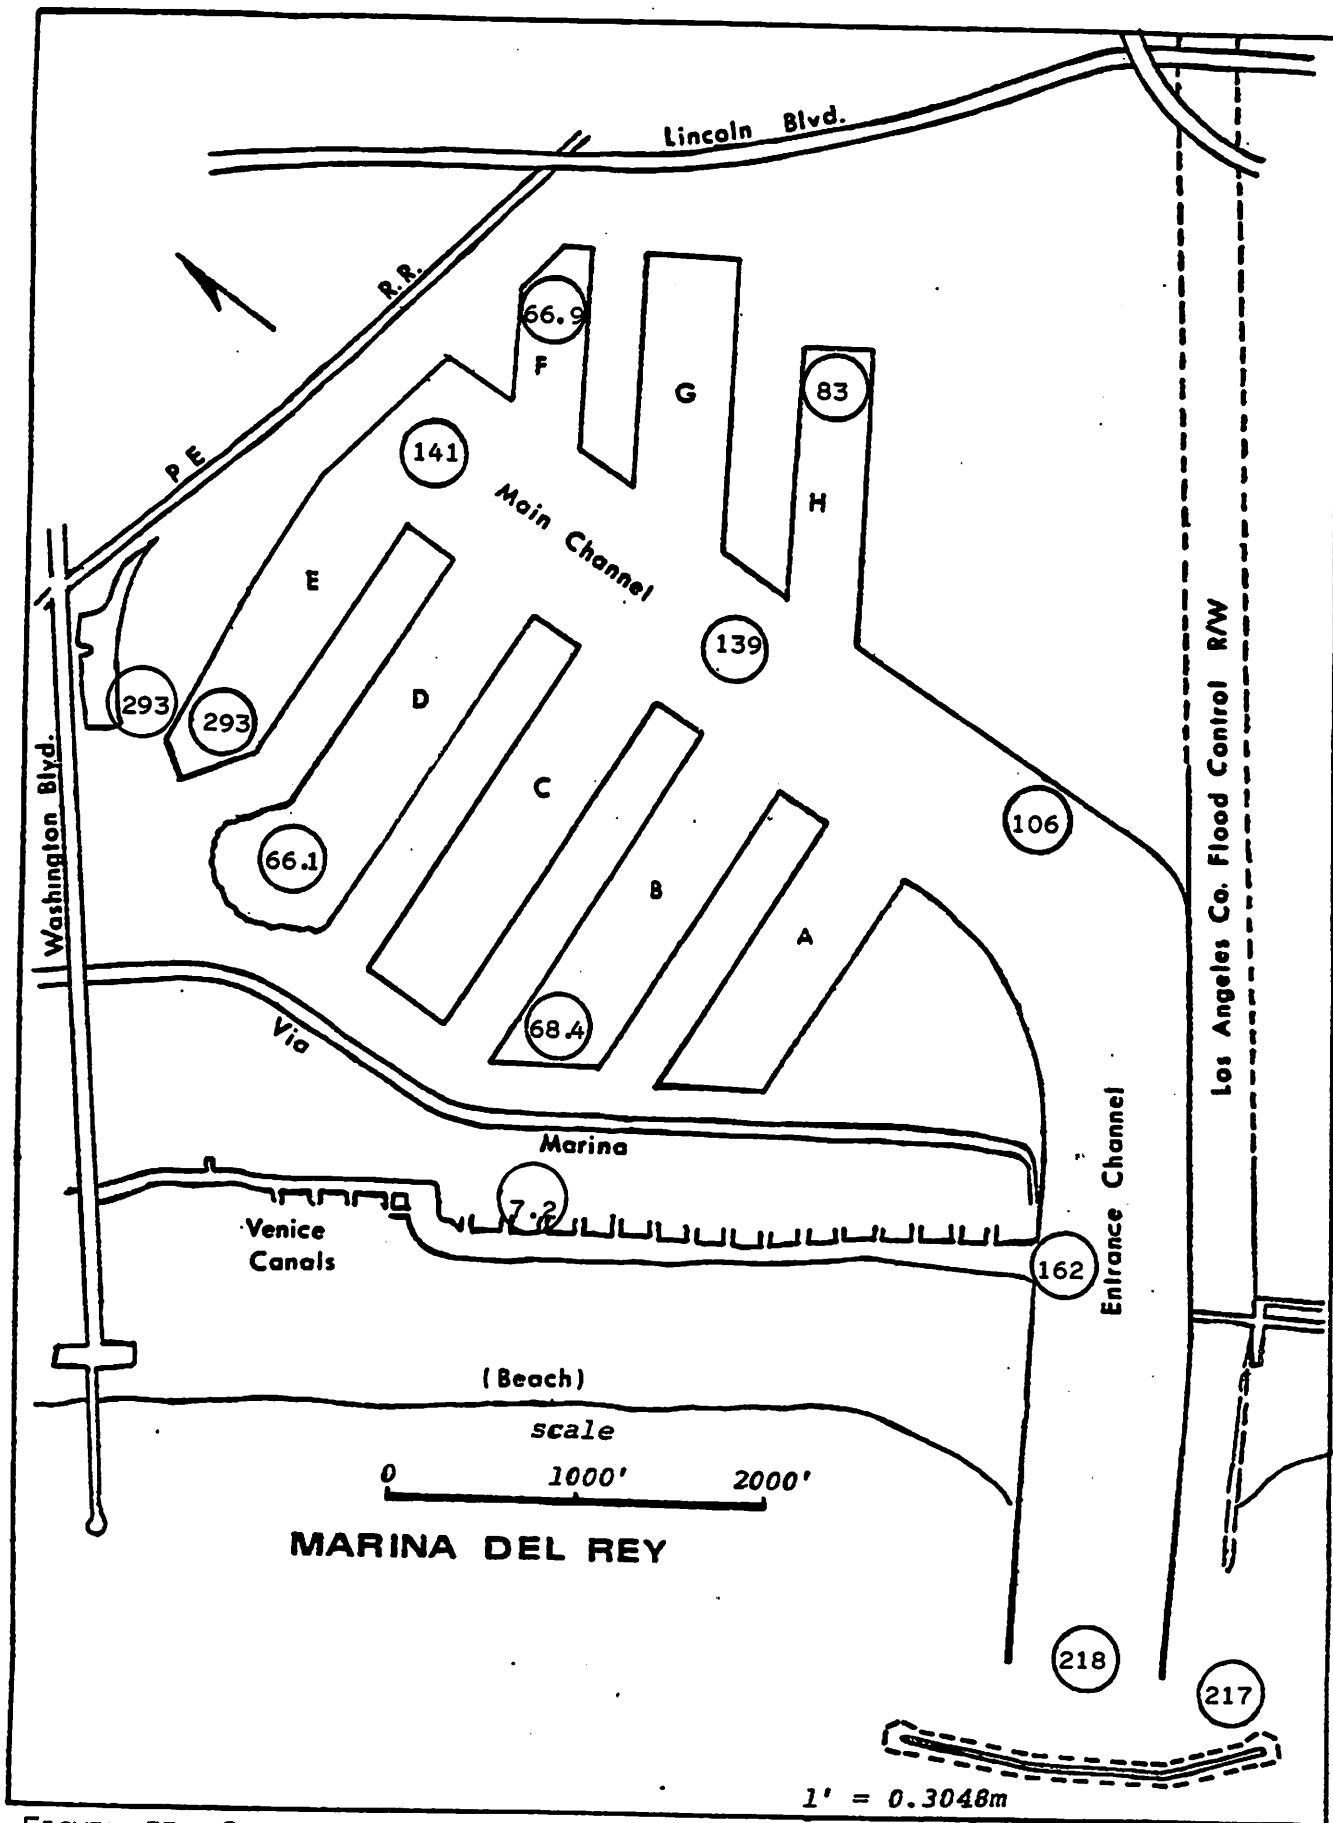 Lincoln Blvd.
R.R.
66.9
F
G
83
141
P E
Main Channel
H
E
139
Los Angeles Co. Flood Control R/W
293
293
D
Washington Blvd.
C
106
66.1
B
A
68.4
Via
Marina
Entrance Channel
7.2
Venice
Canals
162
(Beach)
scale
0 1000' 2000'
MARINA DEL REY
218
217
1' = 0.3048m